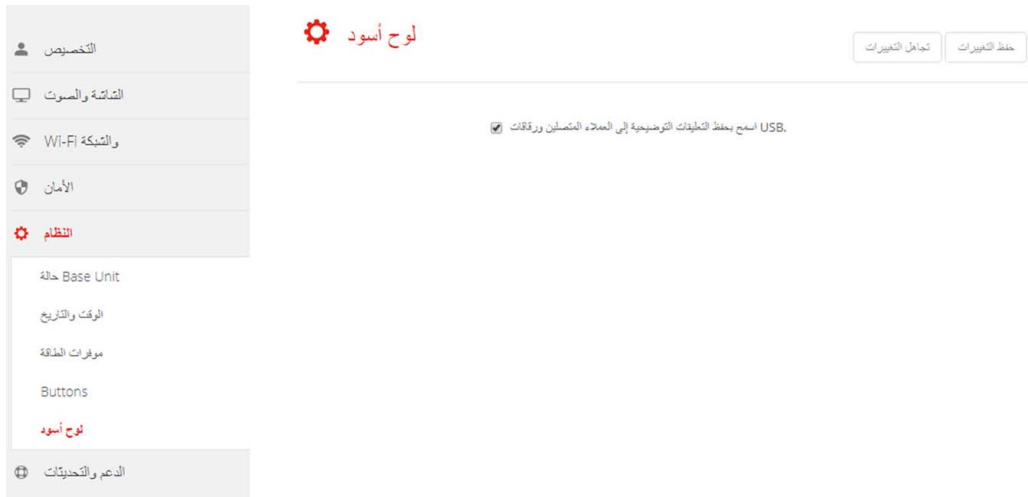 لوح أسود
حفظ التغييرات
تجاهل التغييرات
اسمح بحفظ التعليقات التوضيحية إلى العملاء المتصلين ورقاقات USB.
التخصيص
الشاشة والصوت
Wi-Fi والشبكة
الأمان
النظام
حالة Base Unit
الوقت والتاريخ
موفرات الطاقة
Buttons
لوح أسود
الدعم والتحديثات